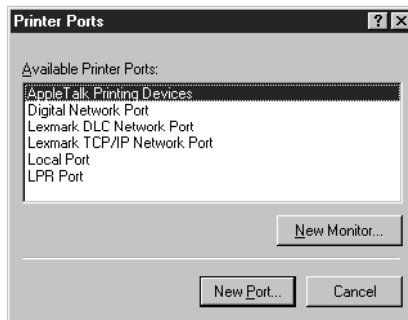 Printer Ports
Available Printer Ports:
AppleTalk Printing Devices
Digital Network Port
Lexmark DLC Network Port
Lexmark TCP/IP Network Port
Local Port
LPR Port
New Monitor...
New Port...
Cancel